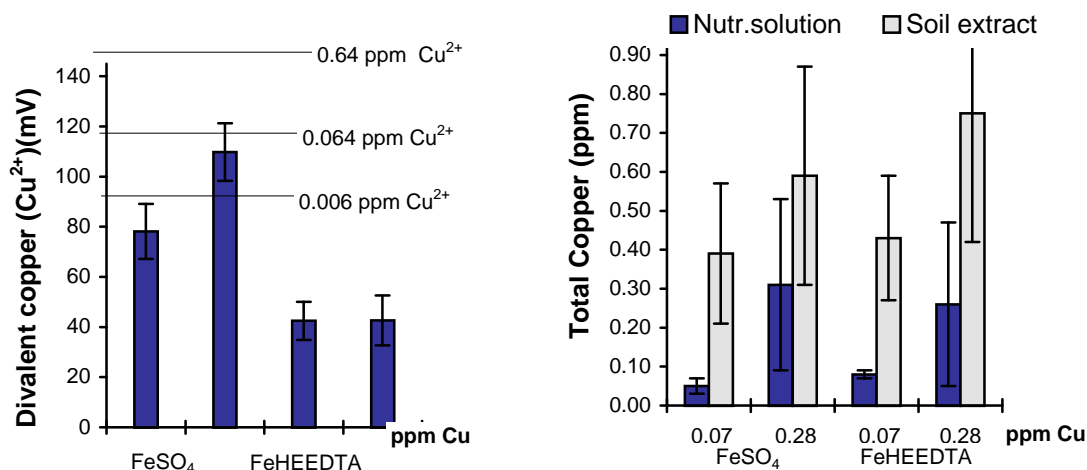 0.64 ppm Cu²⁺
0.064 ppm Cu²⁺
0.006 ppm Cu²⁺
Divalent copper (Cu²⁺)(mV)
140
120
100
80
60
40
20
0
ppm Cu
FeSO₄ FeHEEDTA
Nutr.solution Soil extract
Total Copper (ppm)
0.90
0.80
0.70
0.60
0.50
0.40
0.30
0.20
0.10
0.00
0.07 0.28 0.07 0.28 ppm Cu
FeSO₄ FeHEEDTA